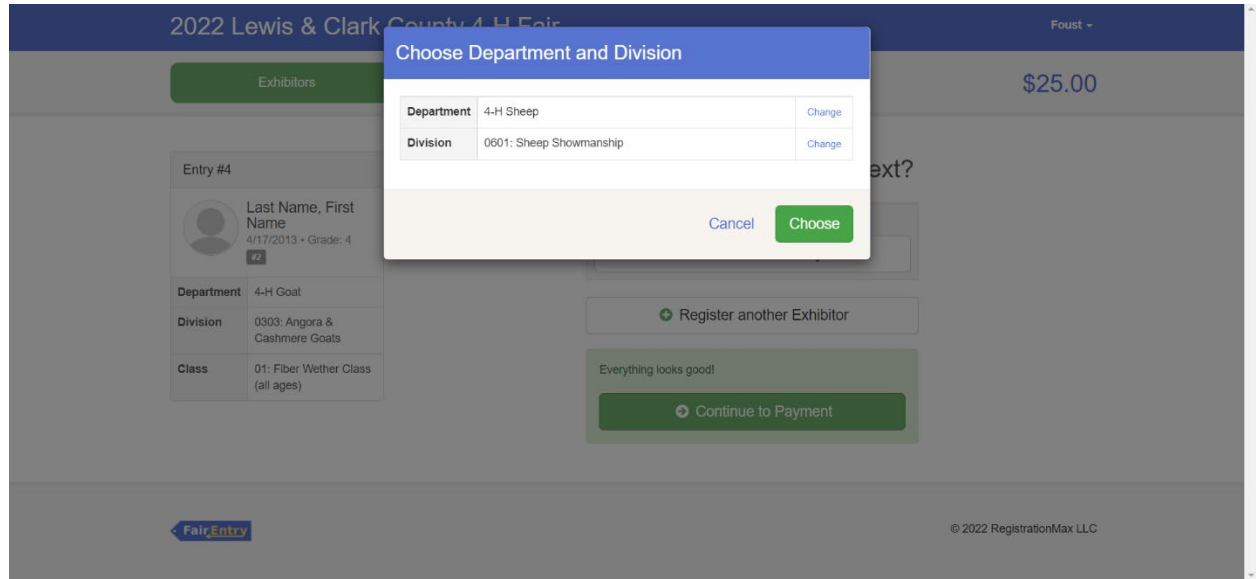 2022 Lewis & Clark County 4-H Fair
Foust
Choose Department and Division
Exhibitors
$25.00
Department 4-H Sheep Change
Division 0601: Sheep Showmanship Change
Entry #4
ext?
Last Name, First
Name
4/17/2013 • Grade: 4
#2
Cancel Choose
Department 4-H Goat
Division 0303: Angora &
Cashmere Goats
Class 01: Fiber Wether Class
(all ages)
Register another Exhibitor
Everything looks good!
Continue to Payment
FairEntry
© 2022 RegistrationMax LLC